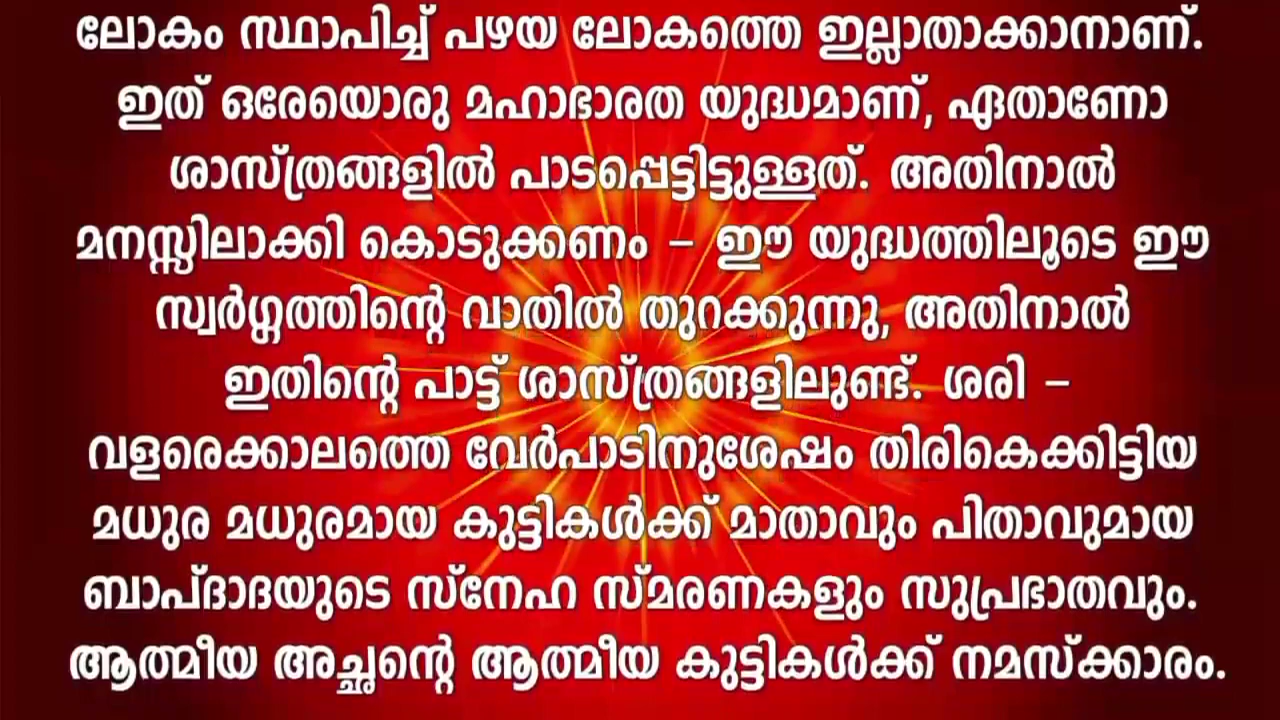 ലോകം സ്ഥാപിച്ച് പഴയ ലോകത്തെ ഇല്ലാതാക്കാനാണ്.
ഇത് ഒരേയൊരു മഹാഭാരത യുദ്ധമാണ്, ഏതാണോ
ശാസ്ത്രങ്ങളിൽ പാടപ്പെട്ടിട്ടുള്ളത്. അതിനാൽ
മനസ്സിലാക്കി കൊടുക്കണം – ഈ യുദ്ധത്തിലൂടെ ഈ
സ്വർഗ്ഗത്തിന്റെ വാതിൽ തുറക്കുന്നു, അതിനാൽ
ഇതിന്റെ പാട്ട് ശാസ്ത്രങ്ങളിലുണ്ട്. ശരി –
വളരെക്കാലത്തെ വേർപാടിനുശേഷം തിരികെക്കിട്ടിയ
മധുര മധുരമായ കുട്ടികൾക്ക് മാതാവും പിതാവുമായ
ബാപ്ദാദയുടെ സ്നേഹ സ്മരണകളും സുപ്രഭാതവും.
ആത്മീയ അച്ഛന്റെ ആത്മീയ കുട്ടികൾക്ക് നമസ്ക്കാരം.